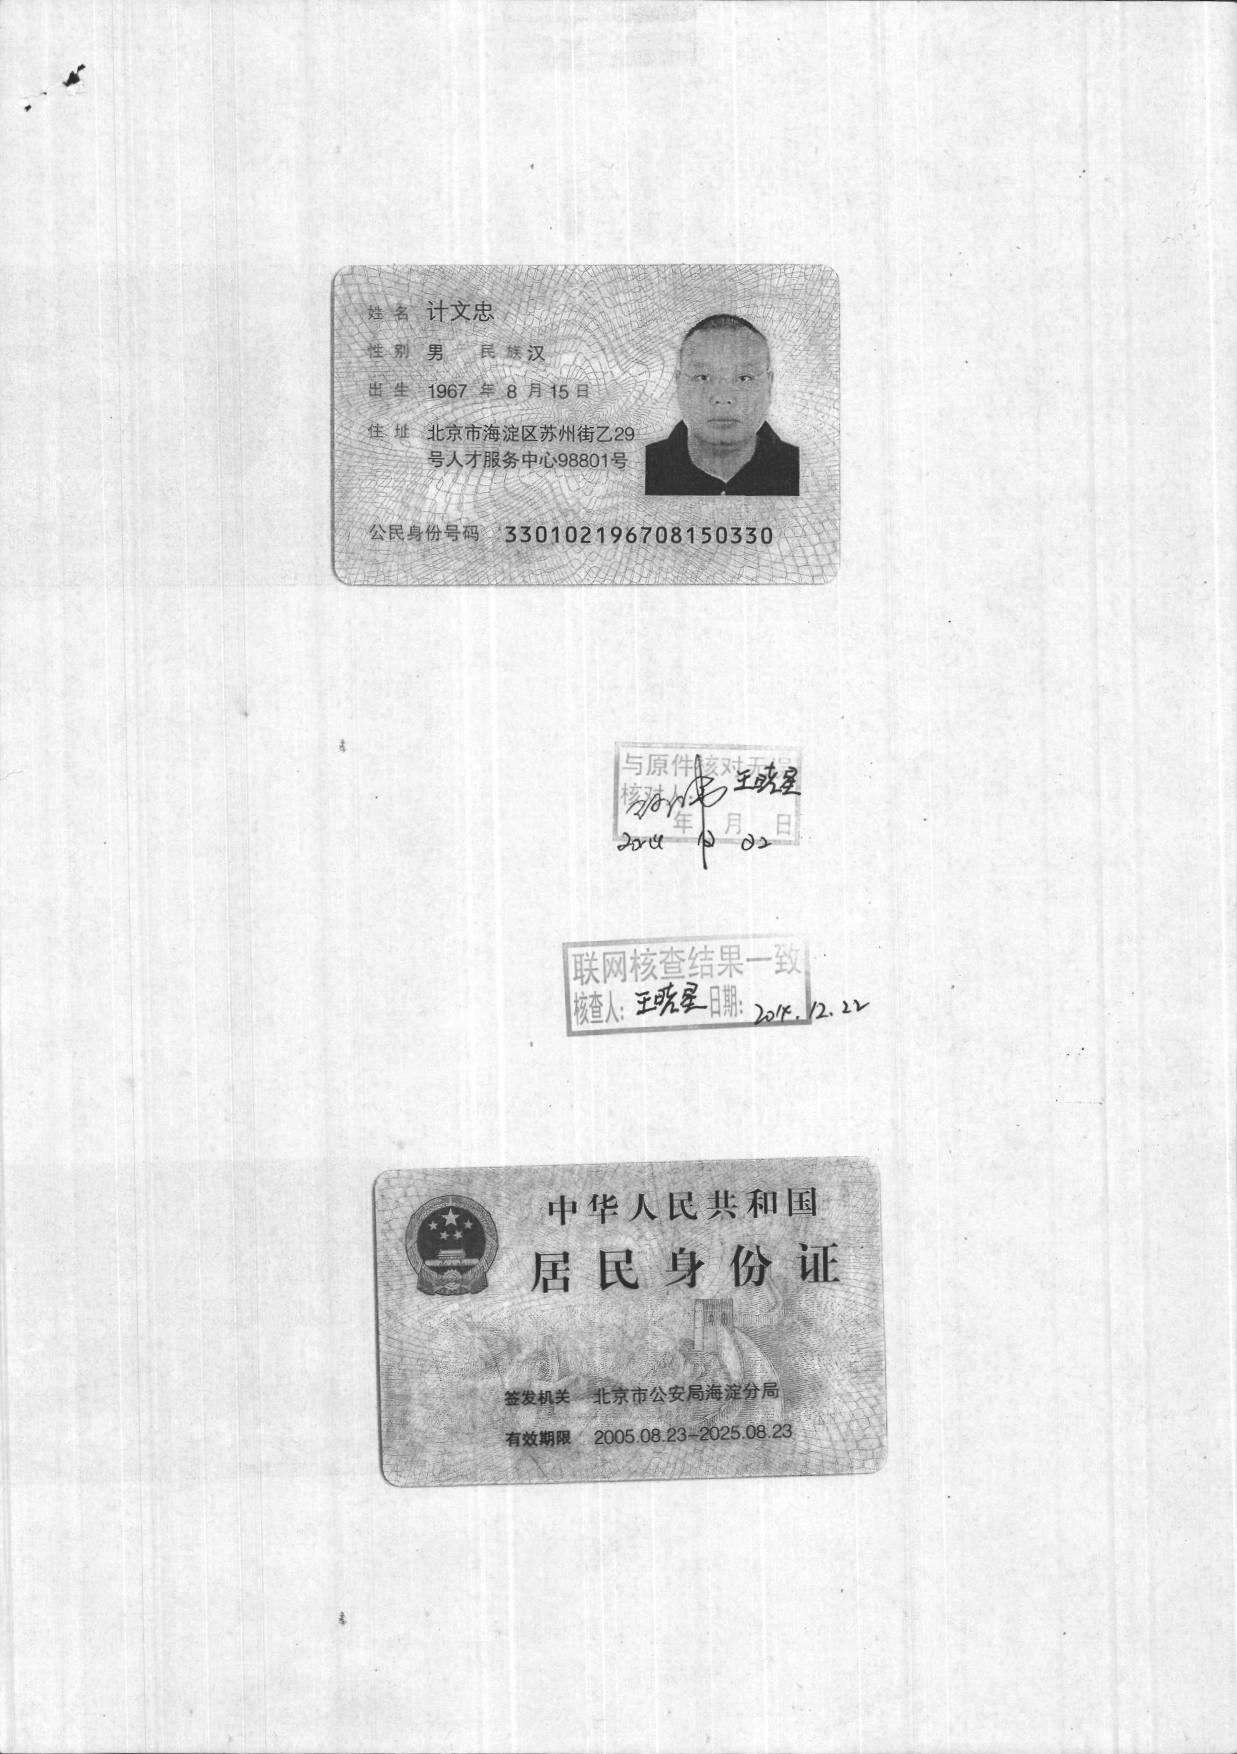 姓名 计文忠
性别 男 民族 汉
出生 1967 年 8 月 15 日
住址 北京市海淀区苏州街乙29
号人才服务中心98801号
公民身份号码 330102196708150330
与原件核对无误
核对人: 王晓星
年 月 日
联网核查结果一致
核查人: 王晓星 日期: 2014.12.22
中华人民共和国
居民身份证
签发机关 北京市公安局海淀分局
有效期限 2005.08.23-2025.08.23